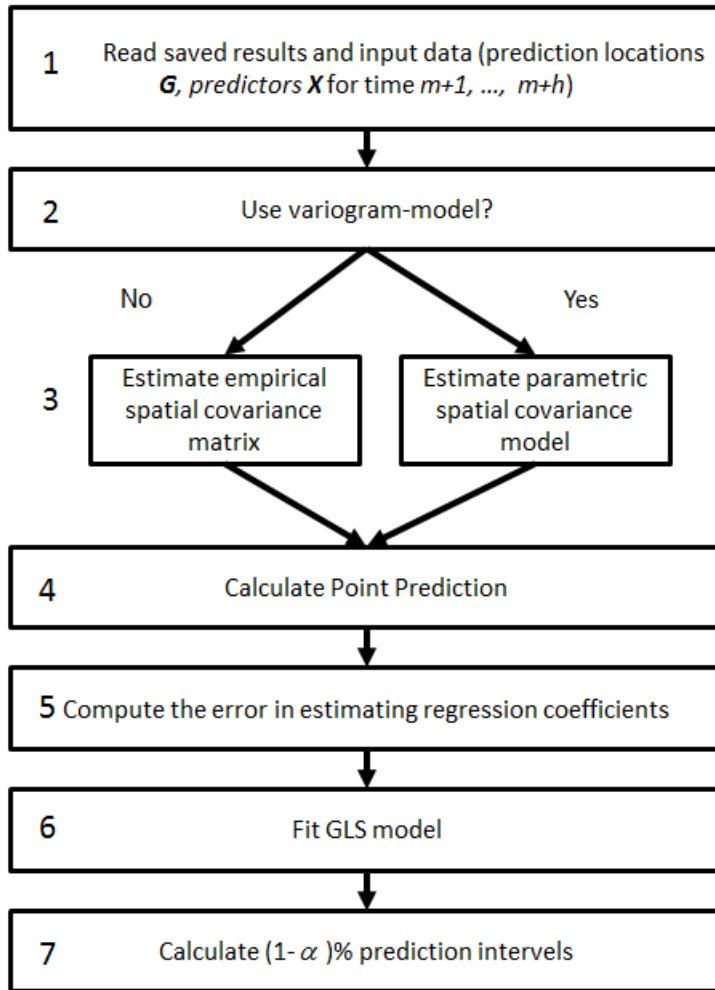 1 Read saved results and input data (prediction locations
G, predictors X for time m+1, ..., m+h)
2 Use variogram-model?
No Yes
3 Estimate empirical spatial covariance matrix
Estimate parametric spatial covariance model
4 Calculate Point Prediction
5 Compute the error in estimating regression coefficients
6 Fit GLS model
7 Calculate (1- α )% prediction intervels